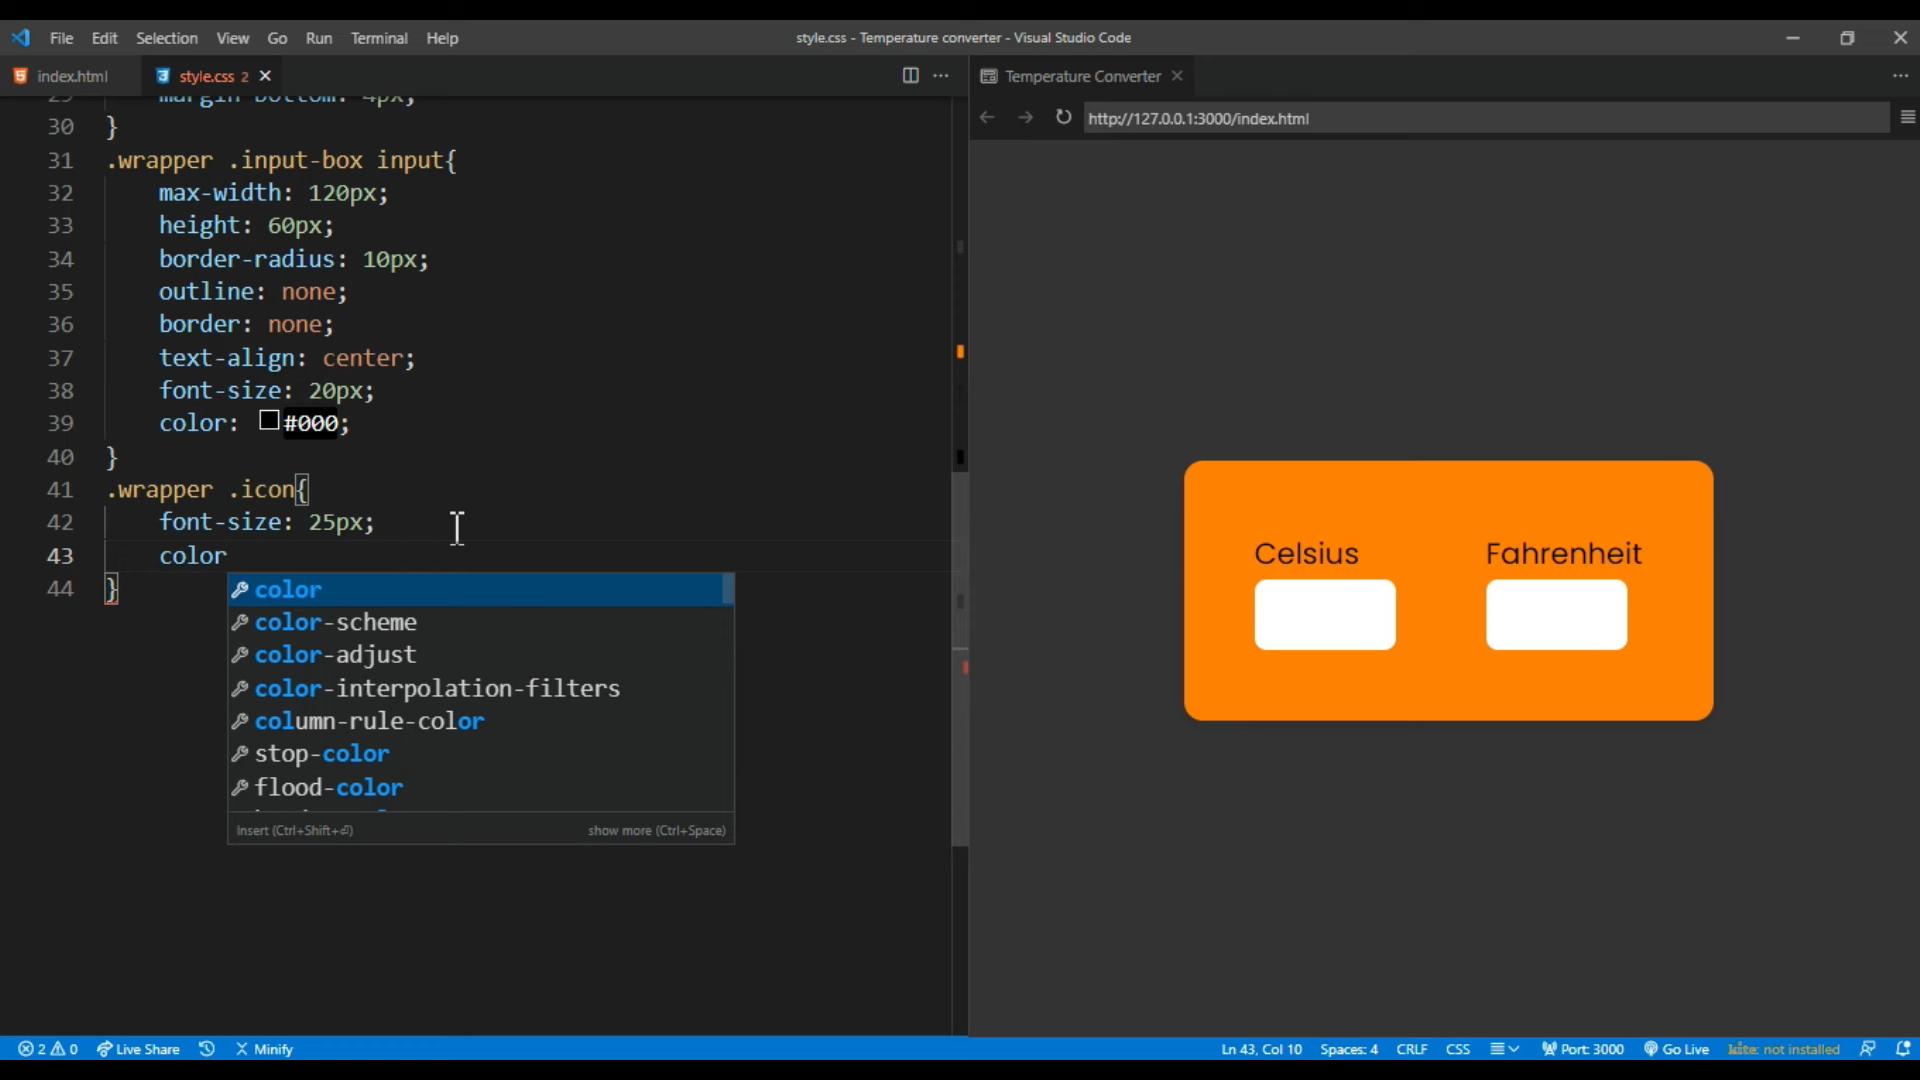 File Edit Selection View Go Run Terminal Help
style.css - Temperature converter - Visual Studio Code
index.html
style.css 2
Temperature Converter
http://127.0.0.1:3000/index.html
29 margin-bottom: 4px;
30 }
31 .wrapper .input-box input{
32 max-width: 120px;
33 height: 60px;
34 border-radius: 10px;
35 outline: none;
36 border: none;
37 text-align: center;
38 font-size: 20px;
39 color: #000;
40 }
41 .wrapper .icon{
42 font-size: 25px;
43 color
44 }
color
color-scheme
color-adjust
color-interpolation-filters
column-rule-color
stop-color
flood-color
Insert (Ctrl+Shift+⏎) show more (Ctrl+Space)
Celsius Fahrenheit
2 0 Live Share Minify
Ln 43, Col 10 Spaces: 4 CRLF CSS Port: 3000 Go Live kite: not installed